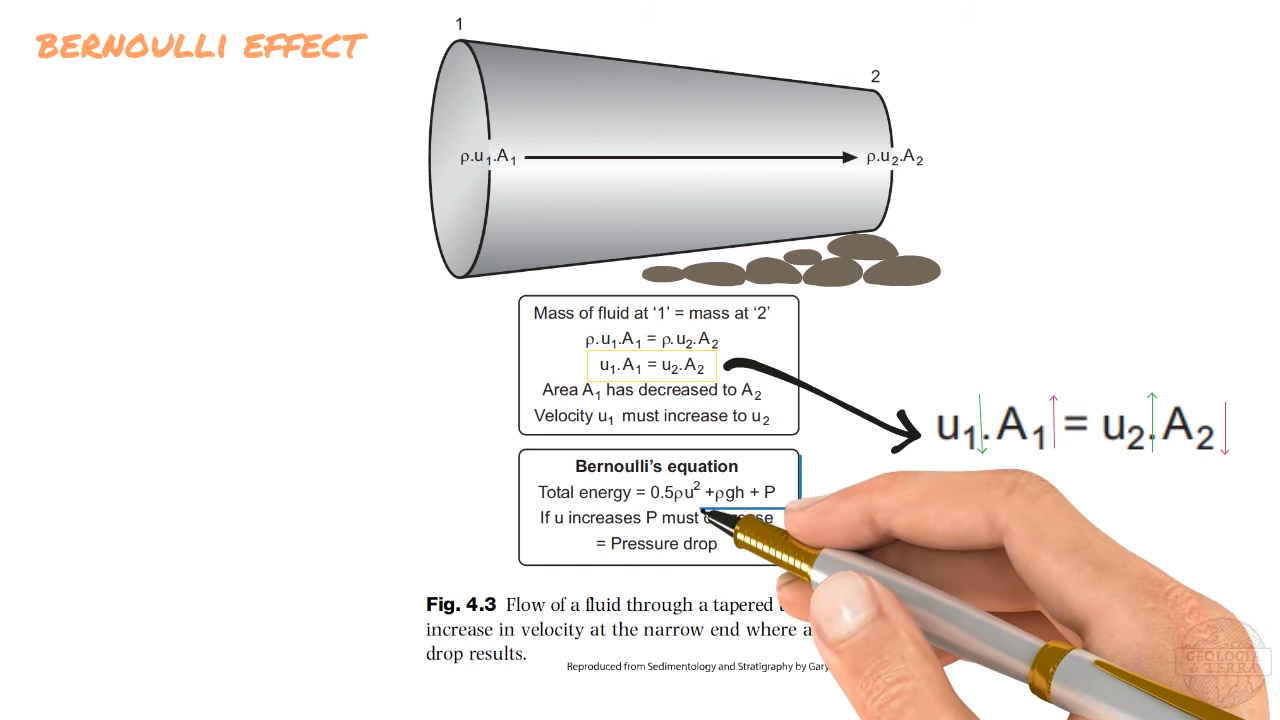 BERNOULLI EFFECT
1
2
ρ.u₁.A₁
ρ.u₂.A₂
Mass of fluid at ‘1’ = mass at ‘2’
ρ.u₁.A₁ = ρ.u₂.A₂
u₁.A₁ = u₂.A₂
Area A₁ has decreased to A₂
Velocity u₁ must increase to u₂
u₁.A₁ = u₂.A₂
Bernoulli’s equation
Total energy = 0.5ρu² +ρgh + P
If u increases P must
= Pressure drop
Fig. 4.3 Flow of a fluid through a tapered
increase in velocity at the narrow end where a
drop results.
Reproduced from Sedimentology and Stratigraphy by Gary
GEOLOGIA
da TERRA